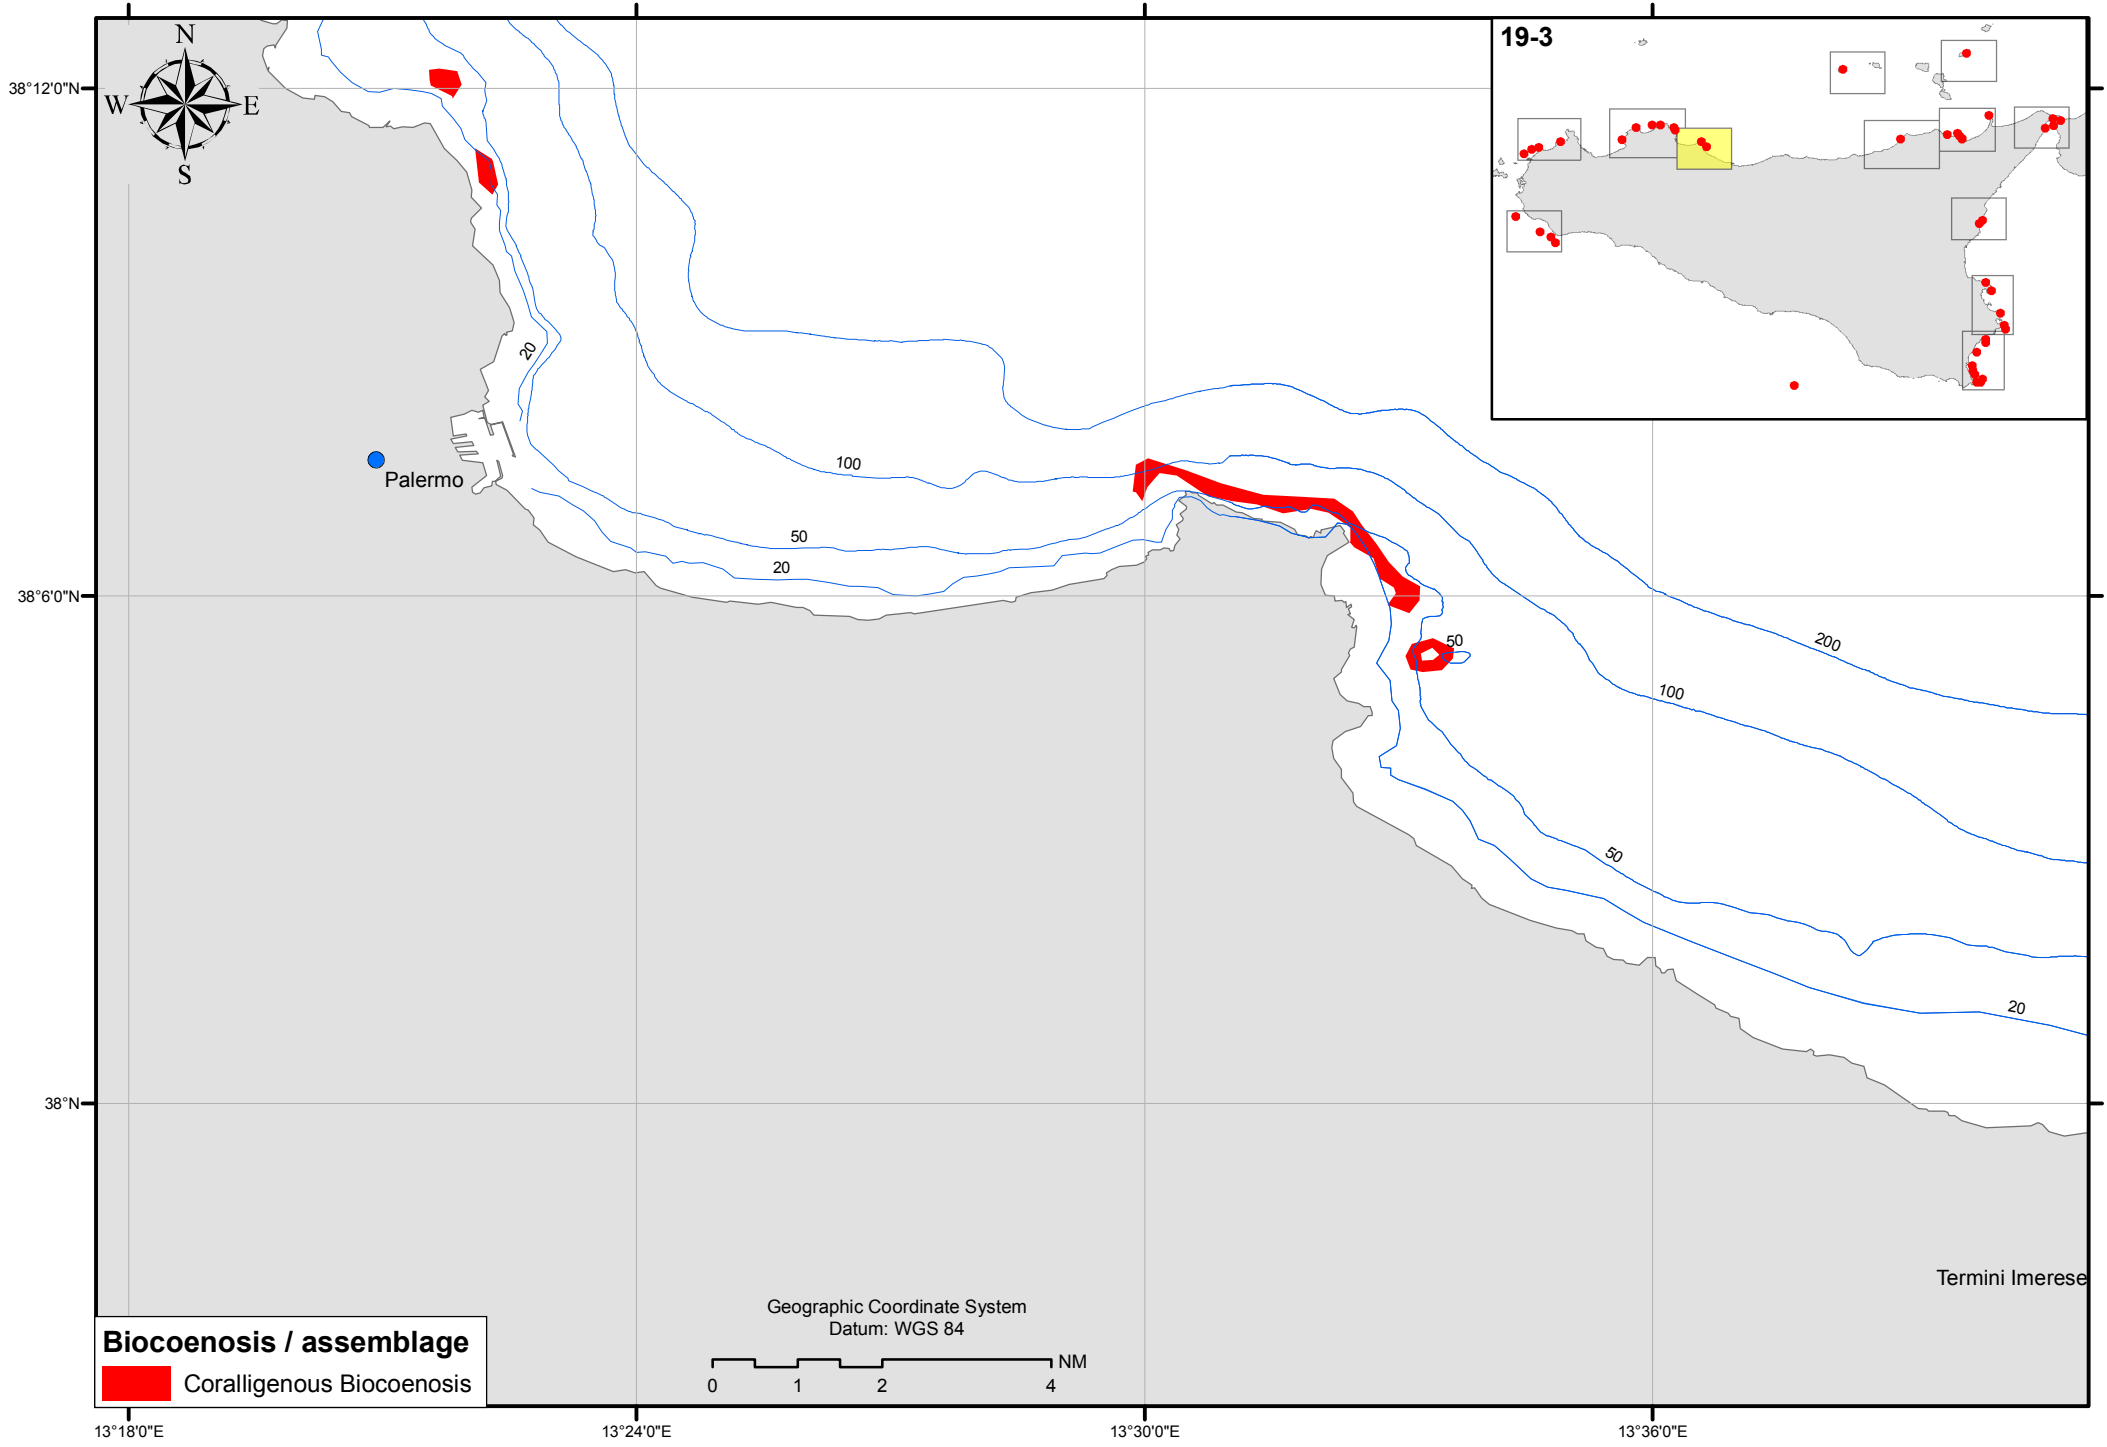 N
W
E
S
19-3
38°12'0"N
38°6'0"N
38°N
20
100
50
20
Palermo
50
200
100
50
20
Termini Imerese
Geographic Coordinate System
Datum: WGS 84
NM
0 1 2 4
Biocoenosis / assemblage
Coralligenous Biocoenosis
13°18'0"E 13°24'0"E 13°30'0"E 13°36'0"E